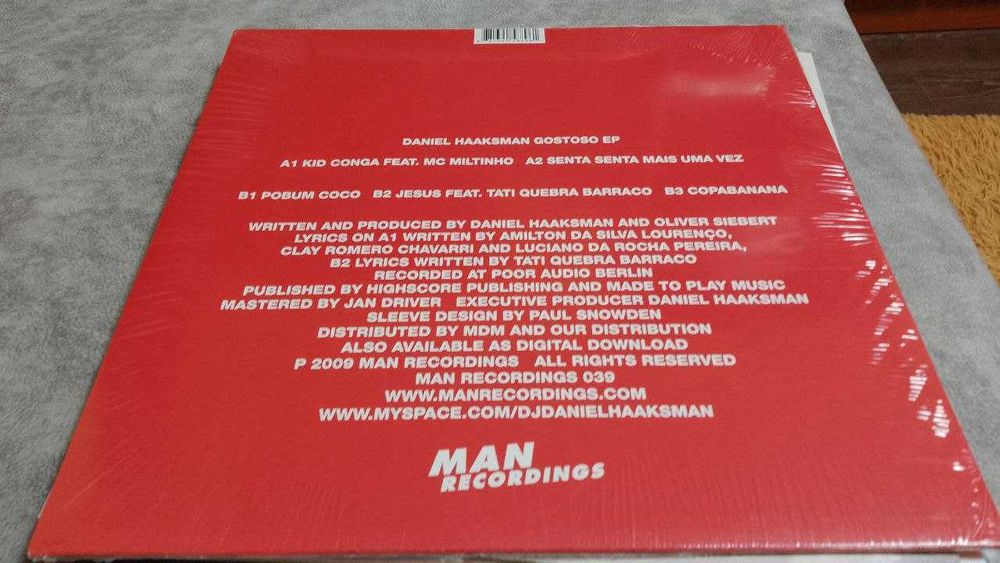 DANIEL HAAKSMAN GOSTOSO EP
A1 KID CONGA FEAT. MC MILTINHO A2 SENTA SENTA MAIS UMA VEZ
B1 POBUM COCO B2 JESUS FEAT. TATI QUEBRA BARRACO B3 COPABANANA
WRITTEN AND PRODUCED BY DANIEL HAAKSMAN AND OLIVER SIEBERT
LYRICS ON A1 WRITTEN BY AMILTON DA SILVA LOURENÇO,
CLAY ROMERO CHAVARRI AND LUCIANO DA ROCHA PEREIRA,
B2 LYRICS WRITTEN BY TATI QUEBRA BARRACO
RECORDED AT POOR AUDIO BERLIN
PUBLISHED BY HIGHSCORE PUBLISHING AND MADE TO PLAY MUSIC
MASTERED BY JAN DRIVER EXECUTIVE PRODUCER DANIEL HAAKSMAN
SLEEVE DESIGN BY PAUL SNOWDEN
DISTRIBUTED BY MDM AND OUR DISTRIBUTION
ALSO AVAILABLE AS DIGITAL DOWNLOAD
P 2009 MAN RECORDINGS ALL RIGHTS RESERVED
MAN RECORDINGS 039
WWW.MANRECORDINGS.COM
WWW.MYSPACE.COM/DJDANIELHAAKSMAN
MAN
RECORDINGS